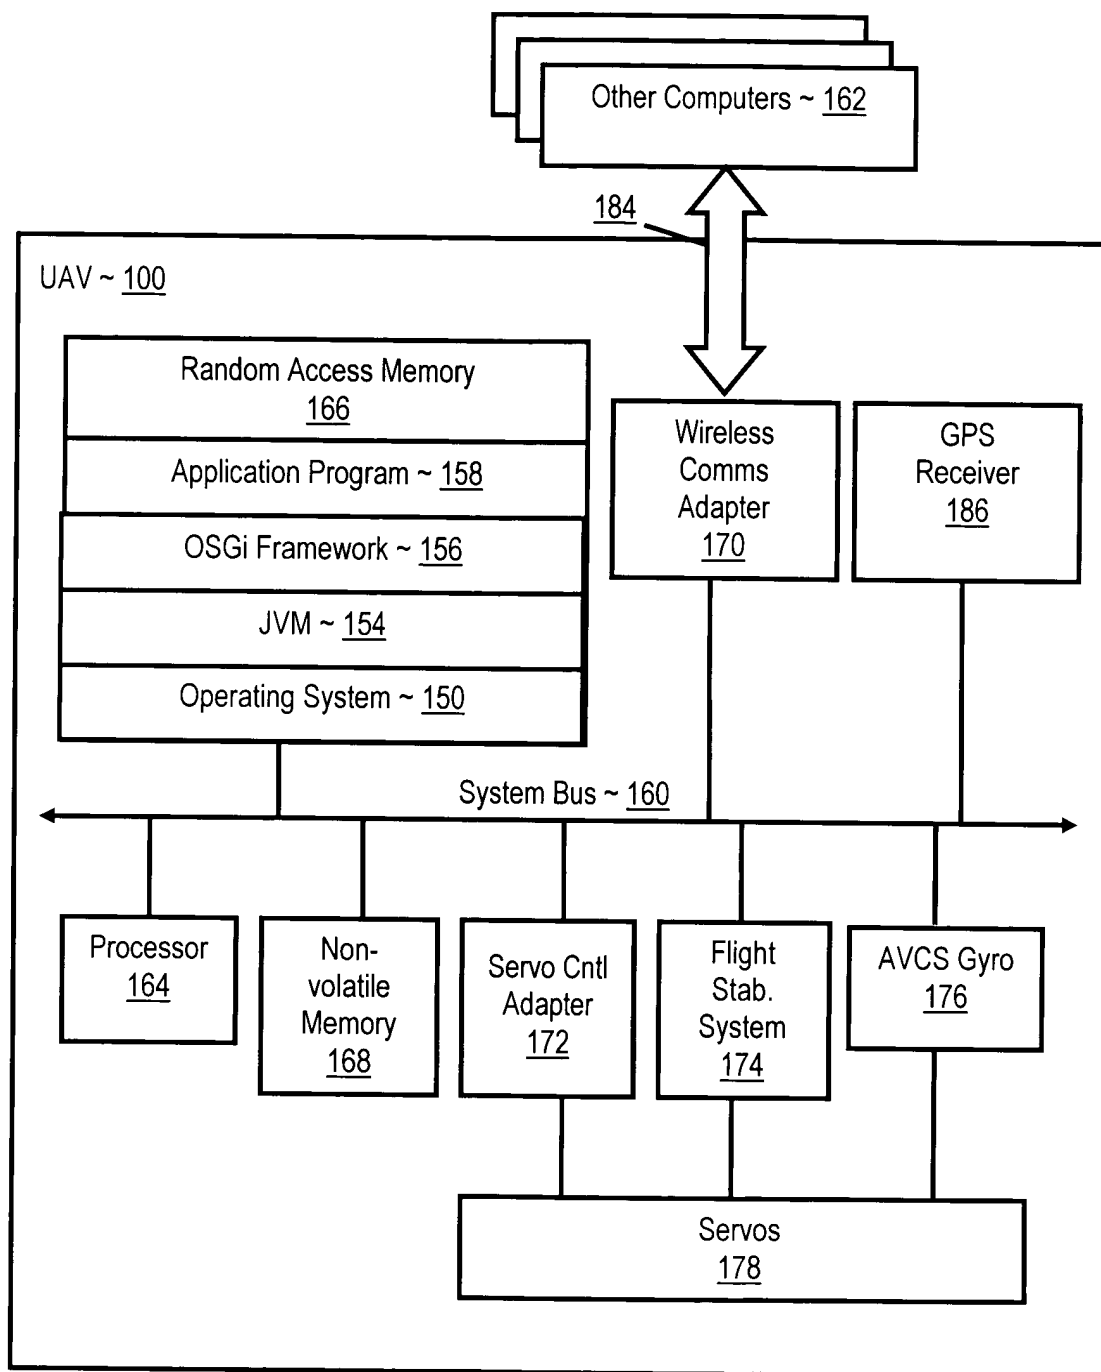 Other Computers ~ 162
184
UAV ~ 100
Random Access Memory
166
Application Program ~ 158
OSGi Framework ~ 156
JVM ~ 154
Operating System ~ 150
Wireless
Comms
Adapter
170
GPS
Receiver
186
System Bus ~ 160
Processor
164
Non-
volatile
Memory
168
Servo Cntl
Adapter
172
Flight
Stab.
System
174
AVCS Gyro
176
Servos
178